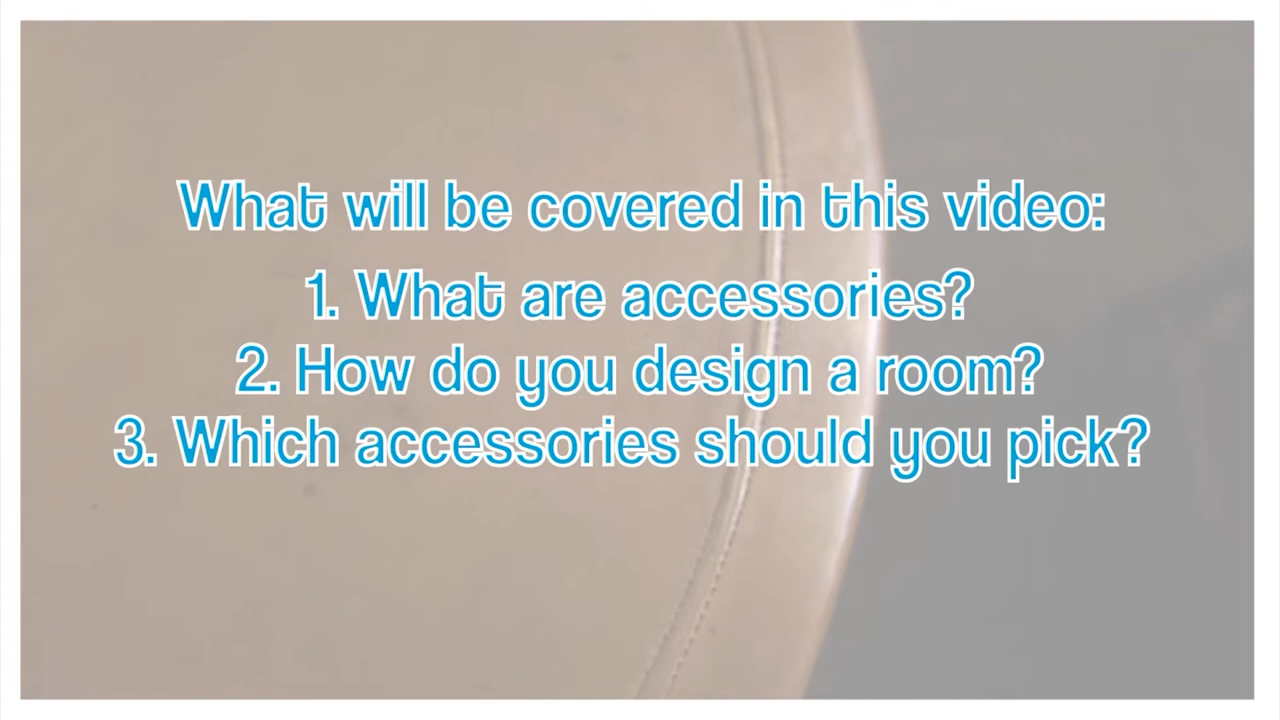 What will be covered in this video:
1. What are accessories?
2. How do you design a room?
3. Which accessories should you pick?